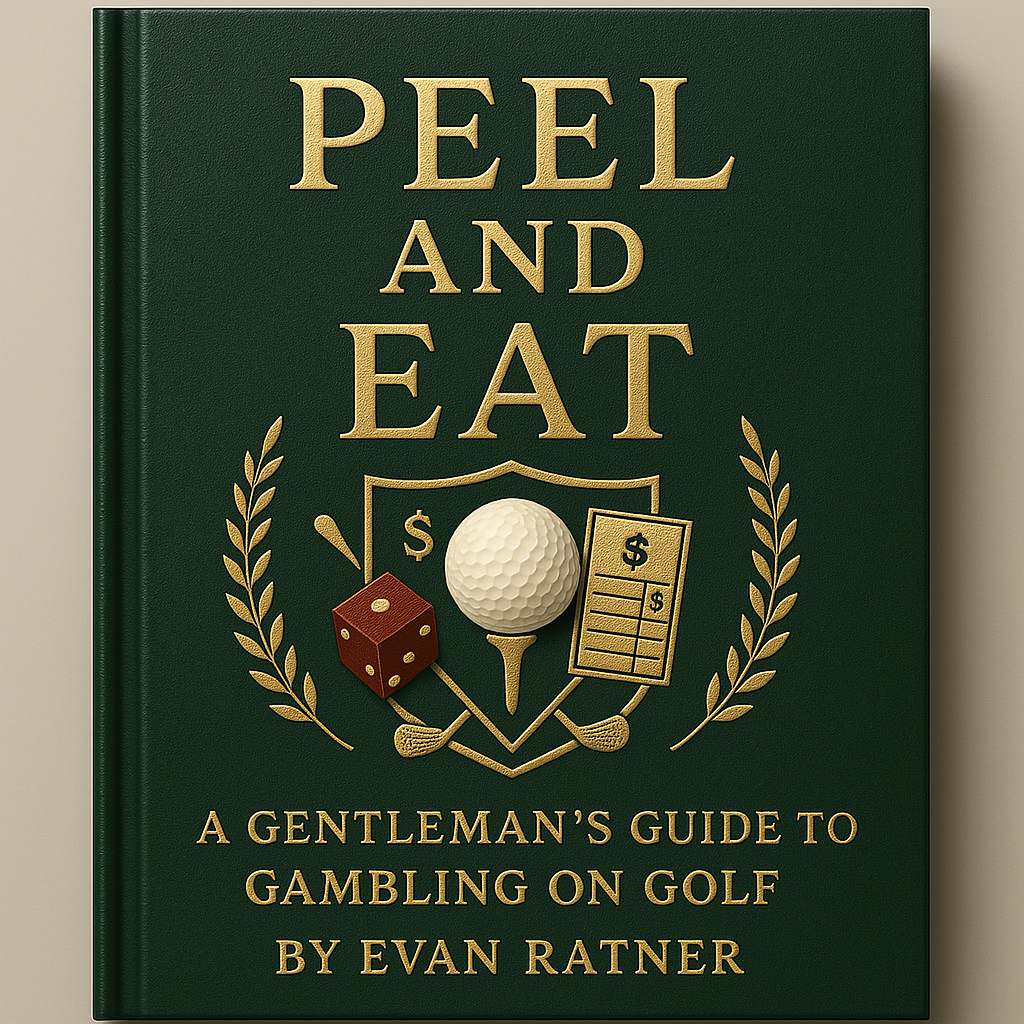 PEEL
AND
EAT
$
$
$
A GENTLEMAN'S GUIDE TO
GAMBLING ON GOLF
BY EVAN RATNER